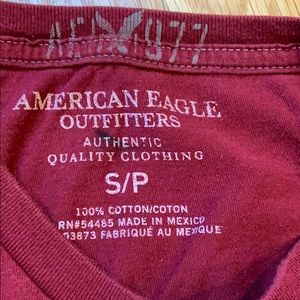 AE 977
AMERICAN EAGLE
OUTFITTERS
AUTHENTIC
QUALITY CLOTHING
S/P
100% COTTON/COTON
RN#54485 MADE IN MEXICO
03873 FABRIQUÉ AU MEXIQUE